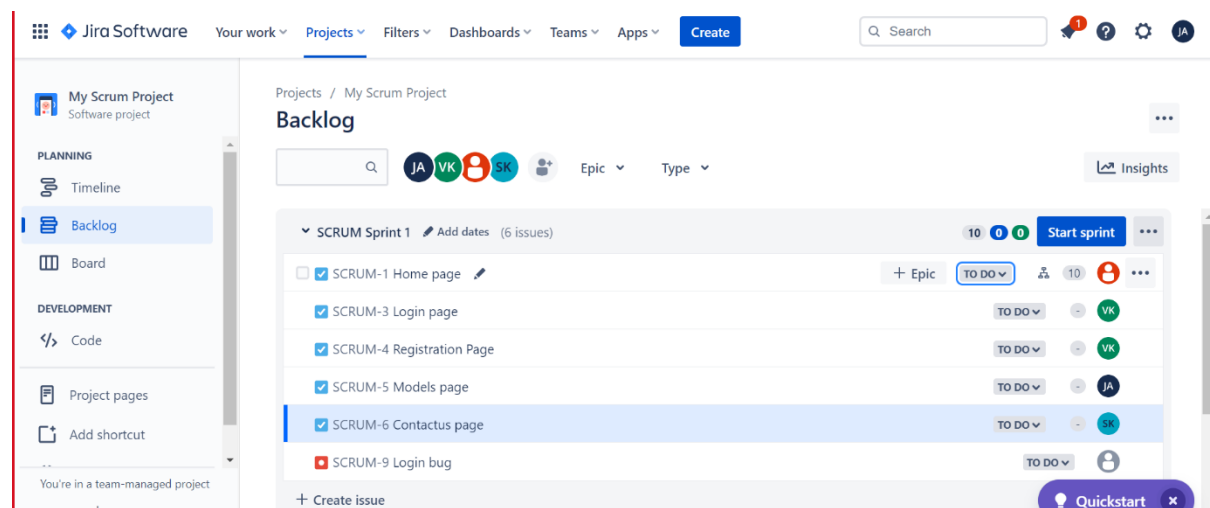 Jira Software Your work Projects Filters Dashboards Teams Apps Create Search 1 JA
My Scrum Project
Software project
PLANNING
Timeline
Backlog
Board
DEVELOPMENT
Code
Project pages
Add shortcut
You're in a team-managed project
Projects / My Scrum Project
Backlog
JA VK SK Epic Type Insights
SCRUM Sprint 1 Add dates (6 issues) 10 0 0 Start sprint
SCRUM-1 Home page + Epic TO DO 10
SCRUM-3 Login page TO DO - VK
SCRUM-4 Registration Page TO DO - VK
SCRUM-5 Models page TO DO - JA
SCRUM-6 Contactus page TO DO - SK
SCRUM-9 Login bug TO DO
+ Create issue
Quickstart x